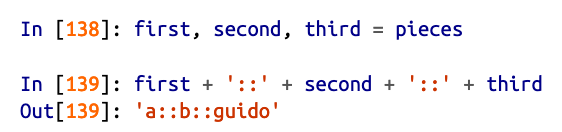 In [138]: first, second, third = pieces
In [139]: first + '::' + second + '::' + third
Out[139]: 'a::b::guido'